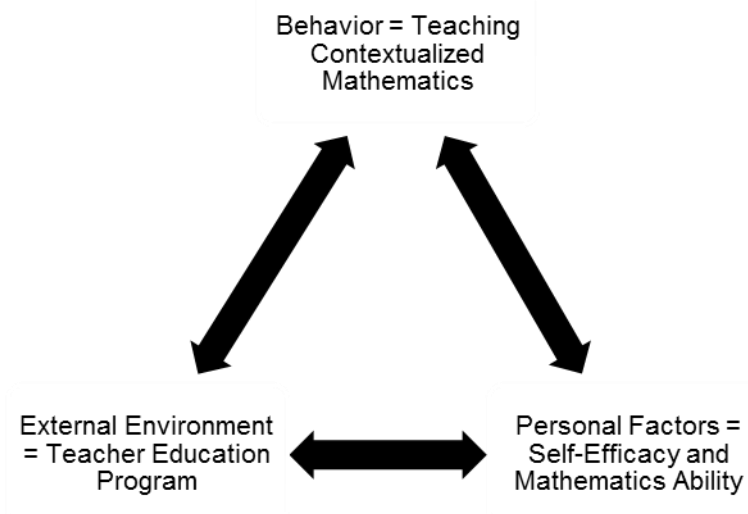 Behavior = Teaching
Contextualized
Mathematics
External Environment
= Teacher Education
Program
Personal Factors =
Self-Efficacy and
Mathematics Ability